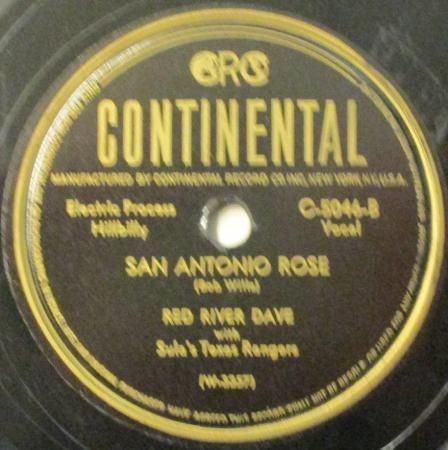 CRC
CONTINENTAL
MANUFACTURED BY CONTINENTAL RECORD CO. INC, NEW YORK N.Y., U.S.A.
Electric Process
Hillbilly
C-5046-B
Vocal
SAN ANTONIO ROSE
(Bob Wills)
RED RIVER DAVE
with
Sula's Texas Rangers
(W-3357)